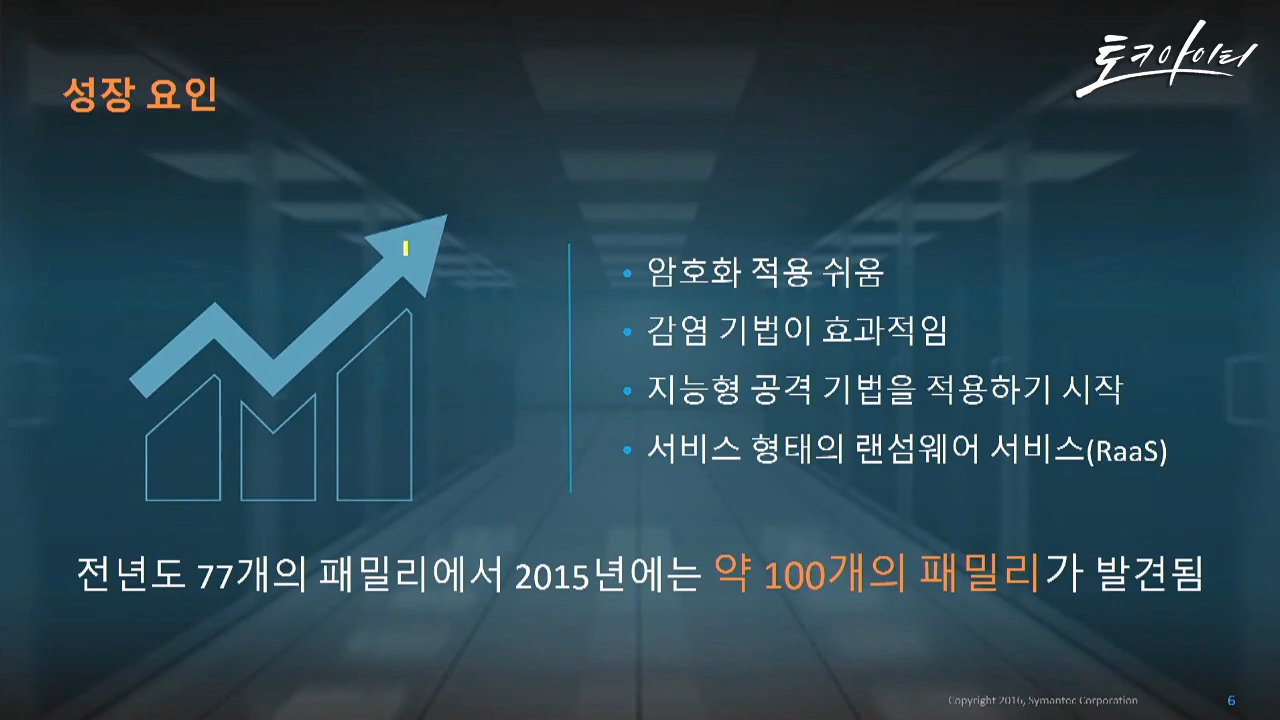 토크아이티
성장 요인
암호화 적용 쉬움
감염 기법이 효과적임
지능형 공격 기법을 적용하기 시작
서비스 형태의 랜섬웨어 서비스(RaaS)
전년도 77개의 패밀리에서 2015년에는 약 100개의 패밀리가 발견됨
Copyright 2016, Symantec Corporation
6